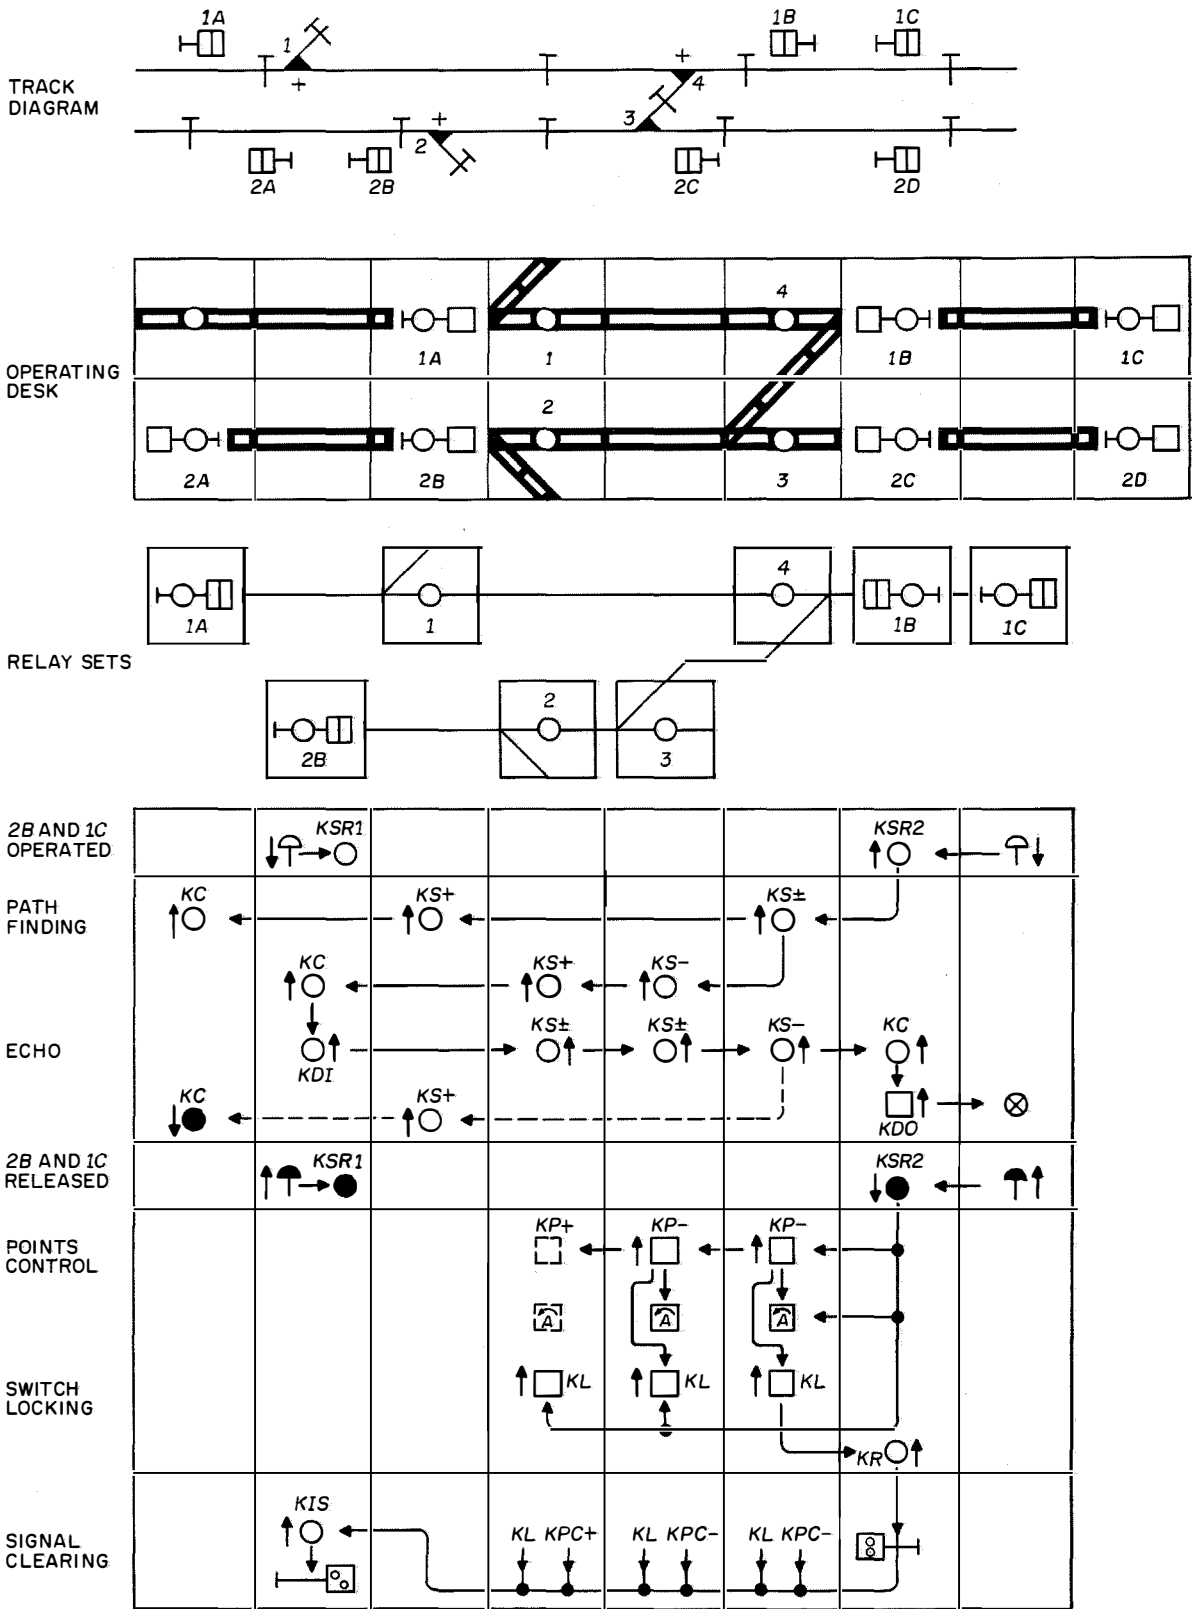 1A 1B 1C
1
+
+
TRACK
DIAGRAM
4
3
+
2
2A 2B 2C 2D
4
OPERATING
DESK
1A 1 1B 1C
2
2A 2B 3 2C 2D
4
1A 1 1B 1C
RELAY SETS
2
2B 3
2B AND 1C
OPERATED
KSR1 KSR2
PATH
FINDING
KC KS+ KS±
KC KS+ KS-
ECHO
KS± KS± KS- KC
KDI
KC KS+
KDO
2B AND 1C
RELEASED
KSR1 KSR2
POINTS
CONTROL
KP+ KP- KP-
A A A
SWITCH
LOCKING
KL KL KL
KR
SIGNAL
CLEARING
KIS
KL KPC+ KL KPC- KL KPC-